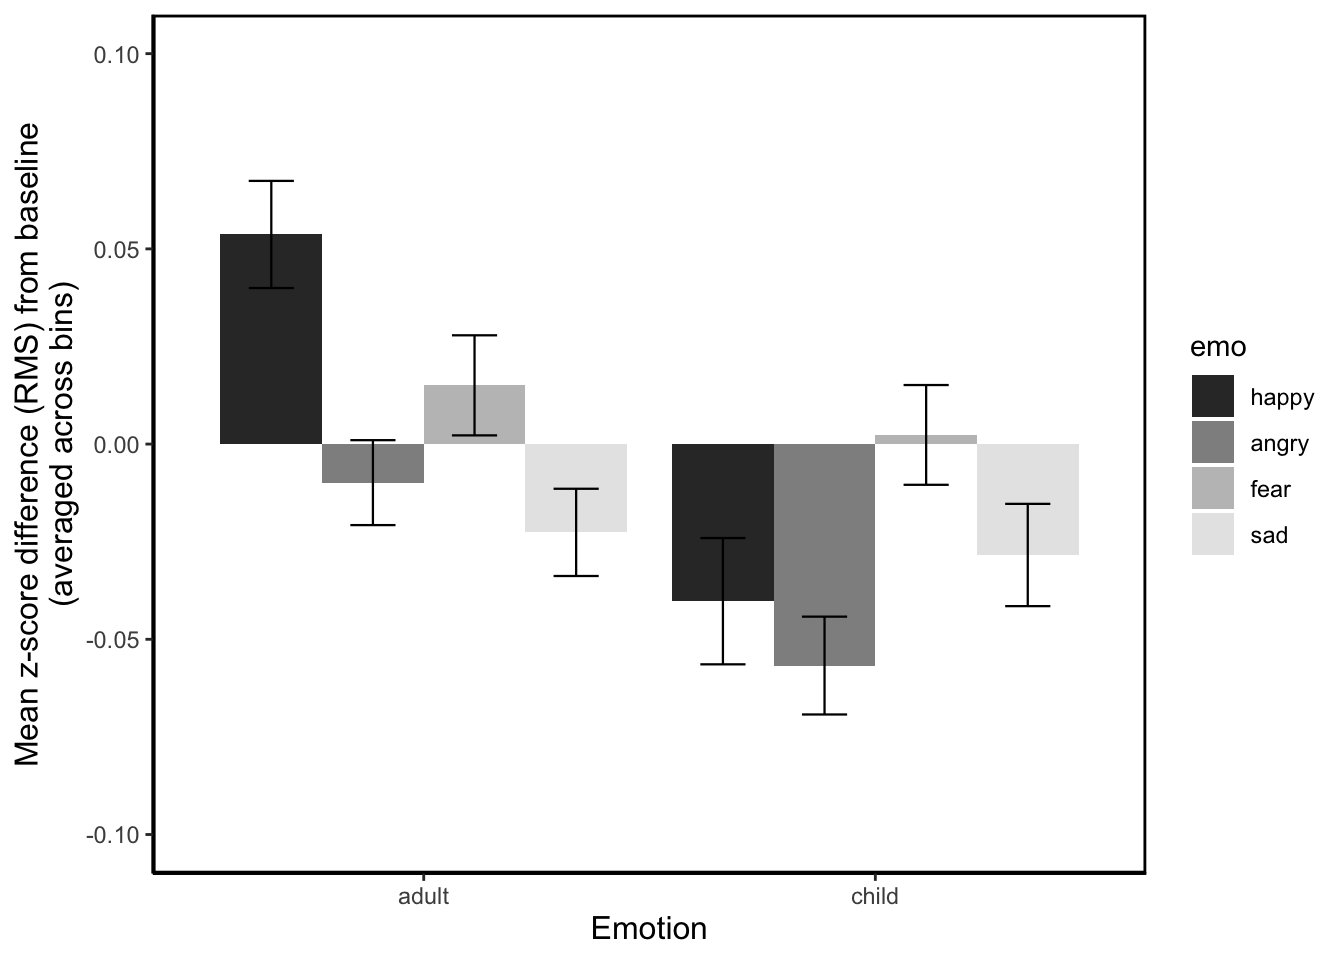 Mean z-score difference (RMS) from baseline
(averaged across bins)
0.10
0.05
0.00
-0.05
-0.10
adult
child
Emotion
emo
happy
angry
fear
sad